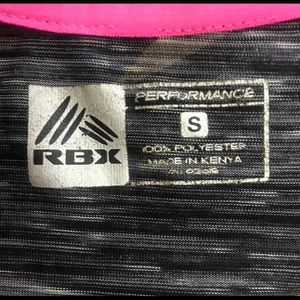 RBX
PERFORMANCE
S
100% POLYESTER
MADE IN KENYA